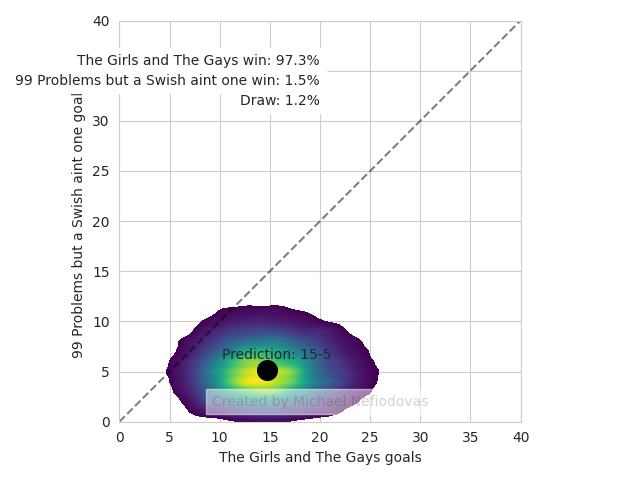 40
The Girls and The Gays win: 97.3%
99 Problems but a Swish aint one win: 1.5%
Draw: 1.2%
30
25
20
15
10
5
0
99 Problems but a Swish aint one goal
Prediction: 15-5
Created by Michael Nefiodovas
0 5 10 15 20 25 30 35 40
The Girls and The Gays goals